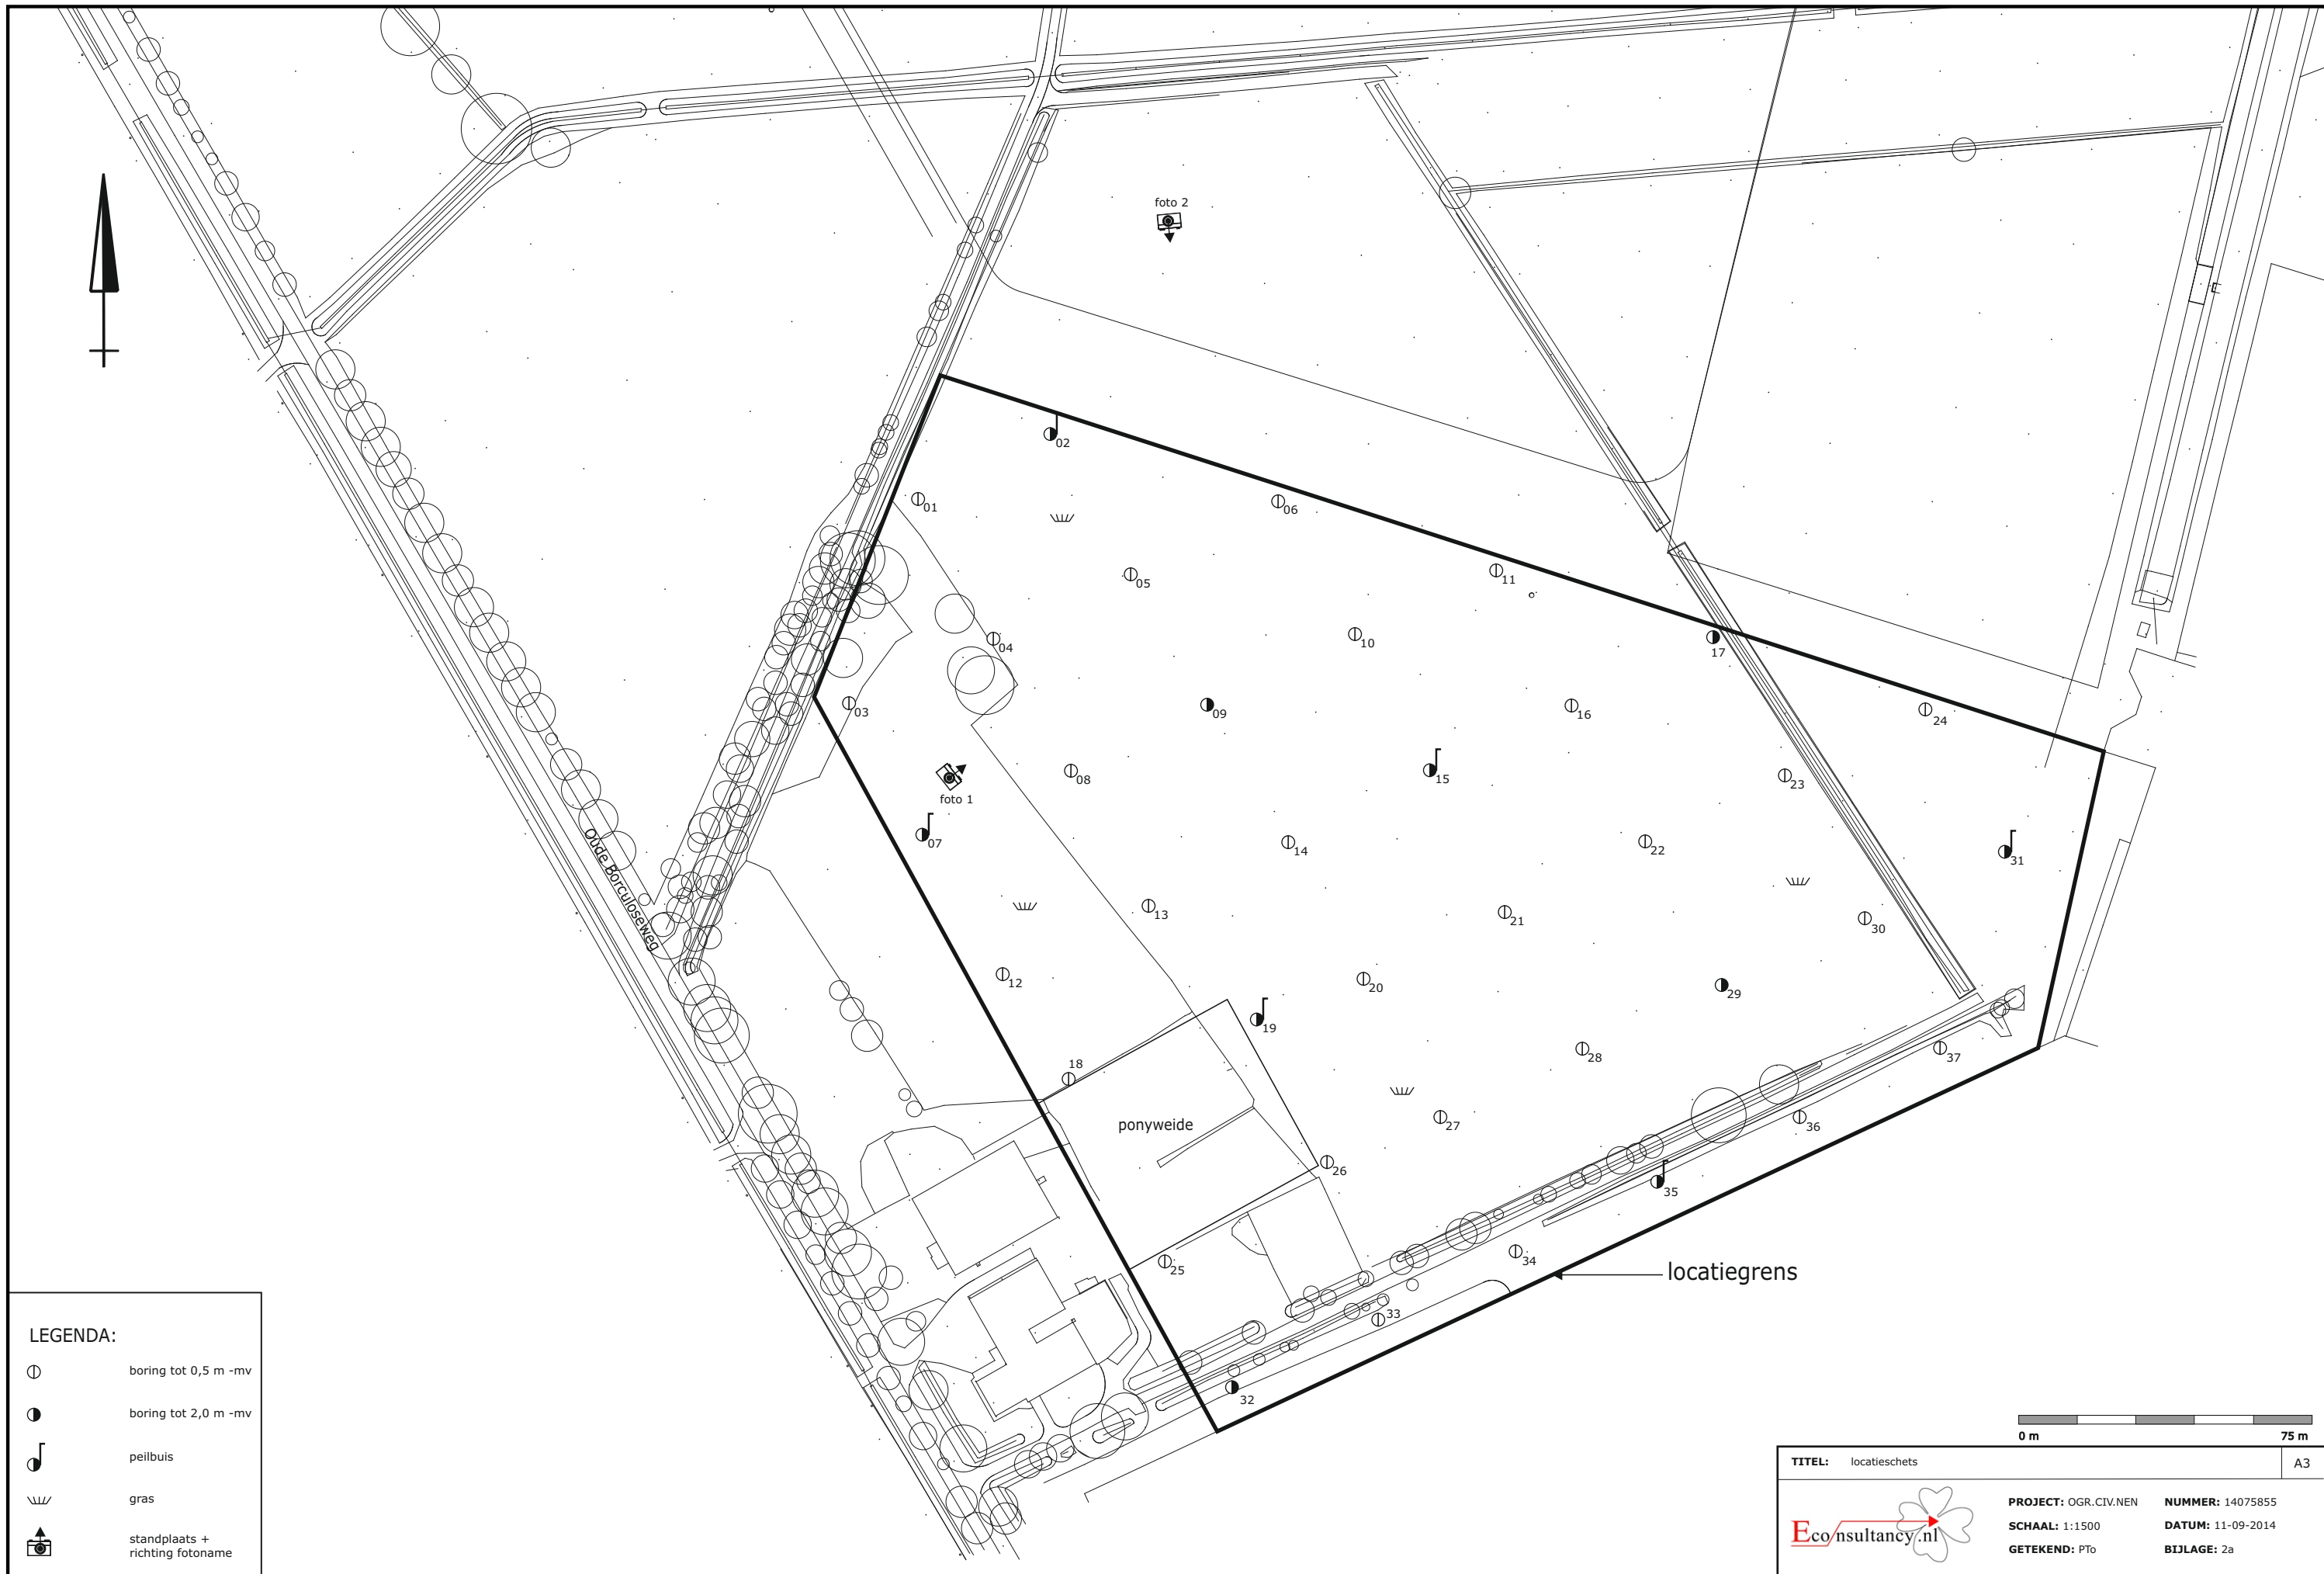 foto 2
02
01
06
05
11
04
10
17
03
09
16
24
08
15
23
foto 1
07
14
22
31
Oude Borculoseweg
13
21
30
12
20
29
19
18
28
37
ponyweide
27
36
26
35
25
34
locatiegrens
33
32
LEGENDA:
boring tot 0,5 m -mv
boring tot 2,0 m -mv
peilbuis
gras
standplaats +
richting fotoname
0 m 75 m
TITEL: locatieschets A3
Econsultancy.nl
PROJECT: OGR.CIV.NEN NUMMER: 14075855
SCHAAL: 1:1500 DATUM: 11-09-2014
GETEKEND: PTo BIJLAGE: 2a